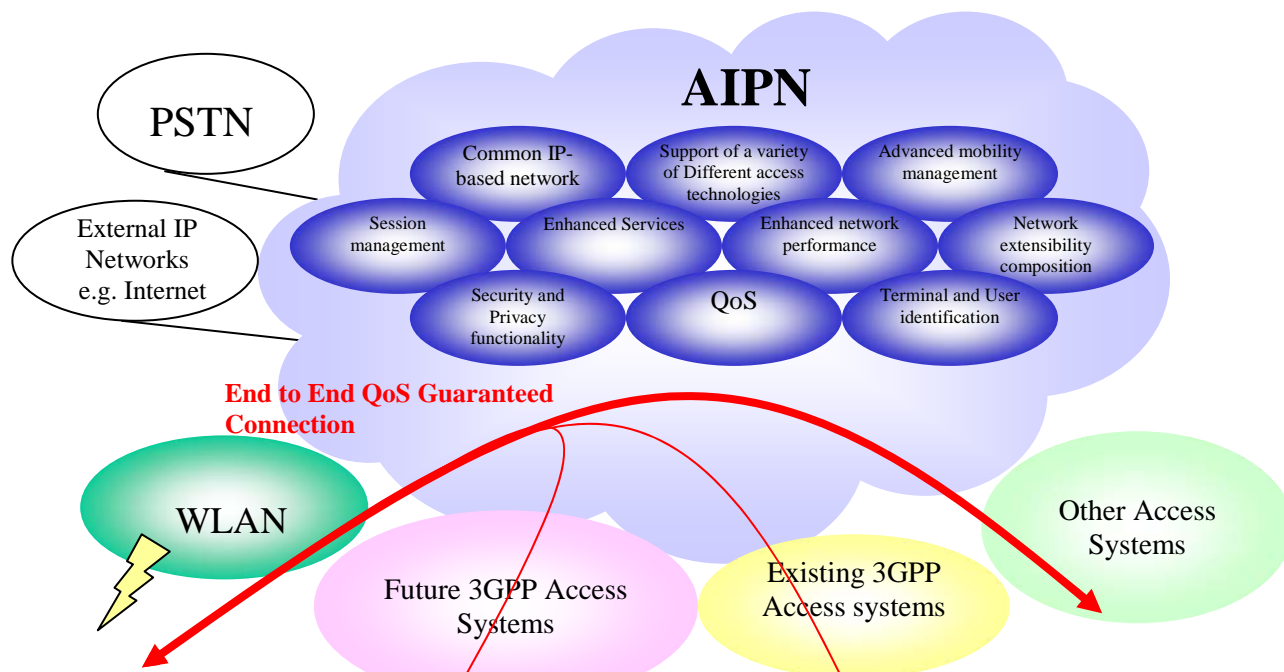 AIPN
PSTN
Common IP-
based network
Support of a variety
of Different access
technologies
Advanced mobility
management
External IP
Networks
e.g. Internet
Session
management
Enhanced Services
Enhanced network
performance
Network
extensibility
composition
Security and
Privacy
functionality
QoS
Terminal and User
identification
End to End QoS Guaranteed
Connection
WLAN
Future 3GPP Access
Systems
Existing 3GPP
Access systems
Other Access
Systems